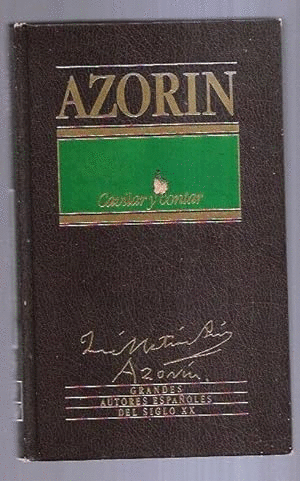 AZORIN
Cavilar y contar
José Martínez Ruiz
Azorín.
GRANDES
AUTORES ESPAÑOLES
DEL SIGLO XX